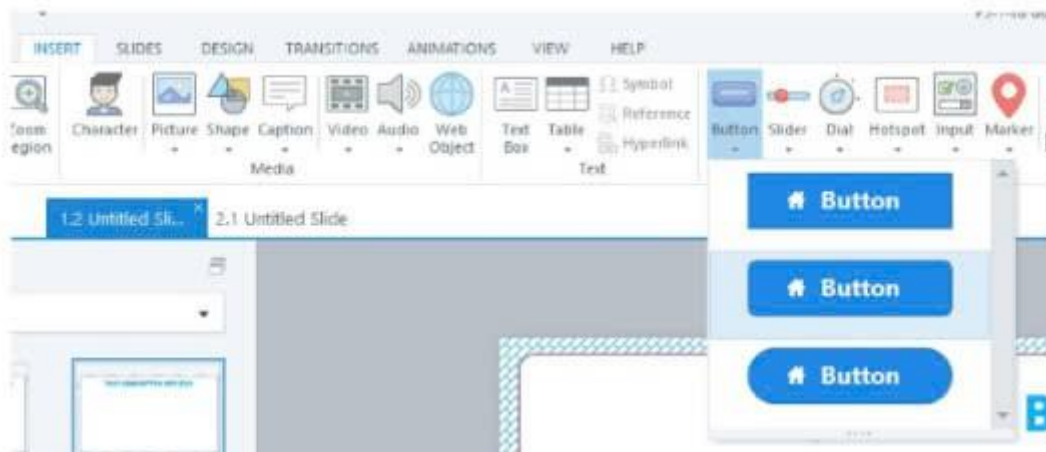 INSERT SLIDES DESIGN TRANSITIONS ANIMATIONS VIEW HELP
Zoom Region
Character
Picture
Shape
Caption
Video
Audio
Web Object
Text Box
Table
Symbol
Reference
Hyperlink
Button
Slider
Dial
Hotspot
Input
Marker
Media
Text
1.2 Untitled Sli... 2.1 Untitled Slide
Button
Button
Button
B